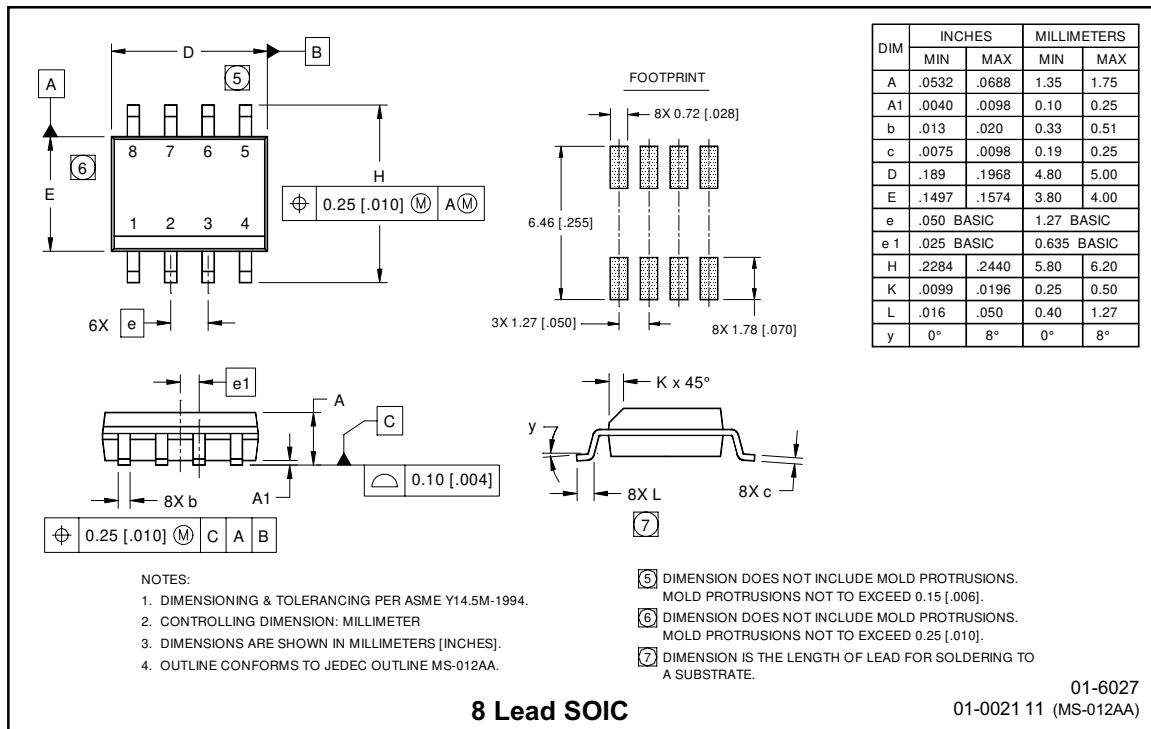 D
B
5
A
8 7 6 5
6
E
H
0.25 [.010] M A M
1 2 3 4
6X e
FOOTPRINT
8X 0.72 [.028]
6.46 [.255]
3X 1.27 [.050]
8X 1.78 [.070]
DIM INCHES MILLIMETERS
MIN MAX MIN MAX
A .0532 .0688 1.35 1.75
A1 .0040 .0098 0.10 0.25
b .013 .020 0.33 0.51
c .0075 .0098 0.19 0.25
D .189 .1968 4.80 5.00
E .1497 .1574 3.80 4.00
e .050 BASIC 1.27 BASIC
e 1 .025 BASIC 0.635 BASIC
H .2284 .2440 5.80 6.20
K .0099 .0196 0.25 0.50
L .016 .050 0.40 1.27
y 0° 8° 0° 8°
e1
A
C
0.10 [.004]
8X b
A1
0.25 [.010] M C A B
K x 45°
y
8X L
8X c
7
NOTES:
1. DIMENSIONING & TOLERANCING PER ASME Y14.5M-1994.
2. CONTROLLING DIMENSION: MILLIMETER
3. DIMENSIONS ARE SHOWN IN MILLIMETERS [INCHES].
4. OUTLINE CONFORMS TO JEDEC OUTLINE MS-012AA.
5 DIMENSION DOES NOT INCLUDE MOLD PROTRUSIONS.
MOLD PROTRUSIONS NOT TO EXCEED 0.15 [.006].
6 DIMENSION DOES NOT INCLUDE MOLD PROTRUSIONS.
MOLD PROTRUSIONS NOT TO EXCEED 0.25 [.010].
7 DIMENSION IS THE LENGTH OF LEAD FOR SOLDERING TO
A SUBSTRATE.
8 Lead SOIC
01-6027
01-0021 11 (MS-012AA)